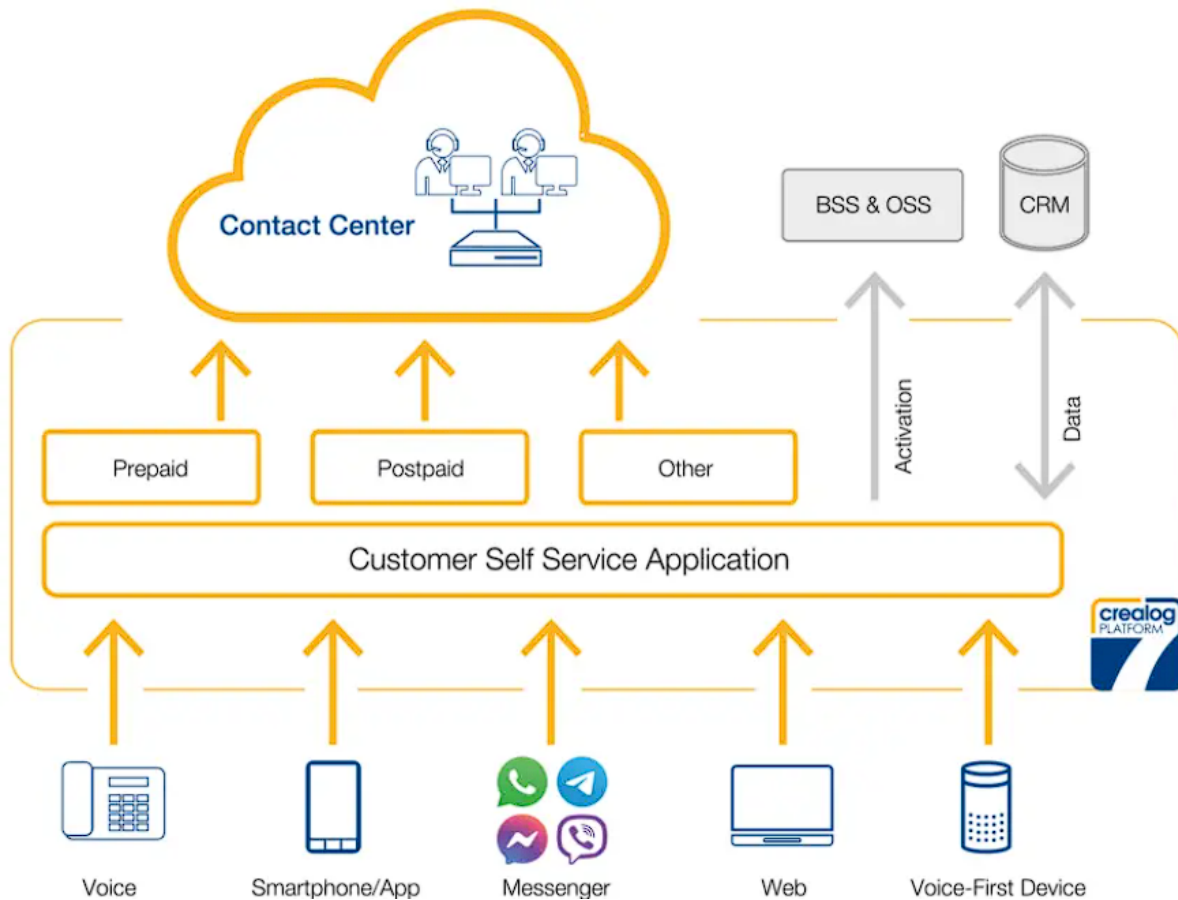 Contact Center
BSS & OSS
CRM
Activation
Data
Prepaid
Postpaid
Other
Customer Self Service Application
crealog
PLATFORM
7
Voice
Smartphone/App
Messenger
Web
Voice-First Device